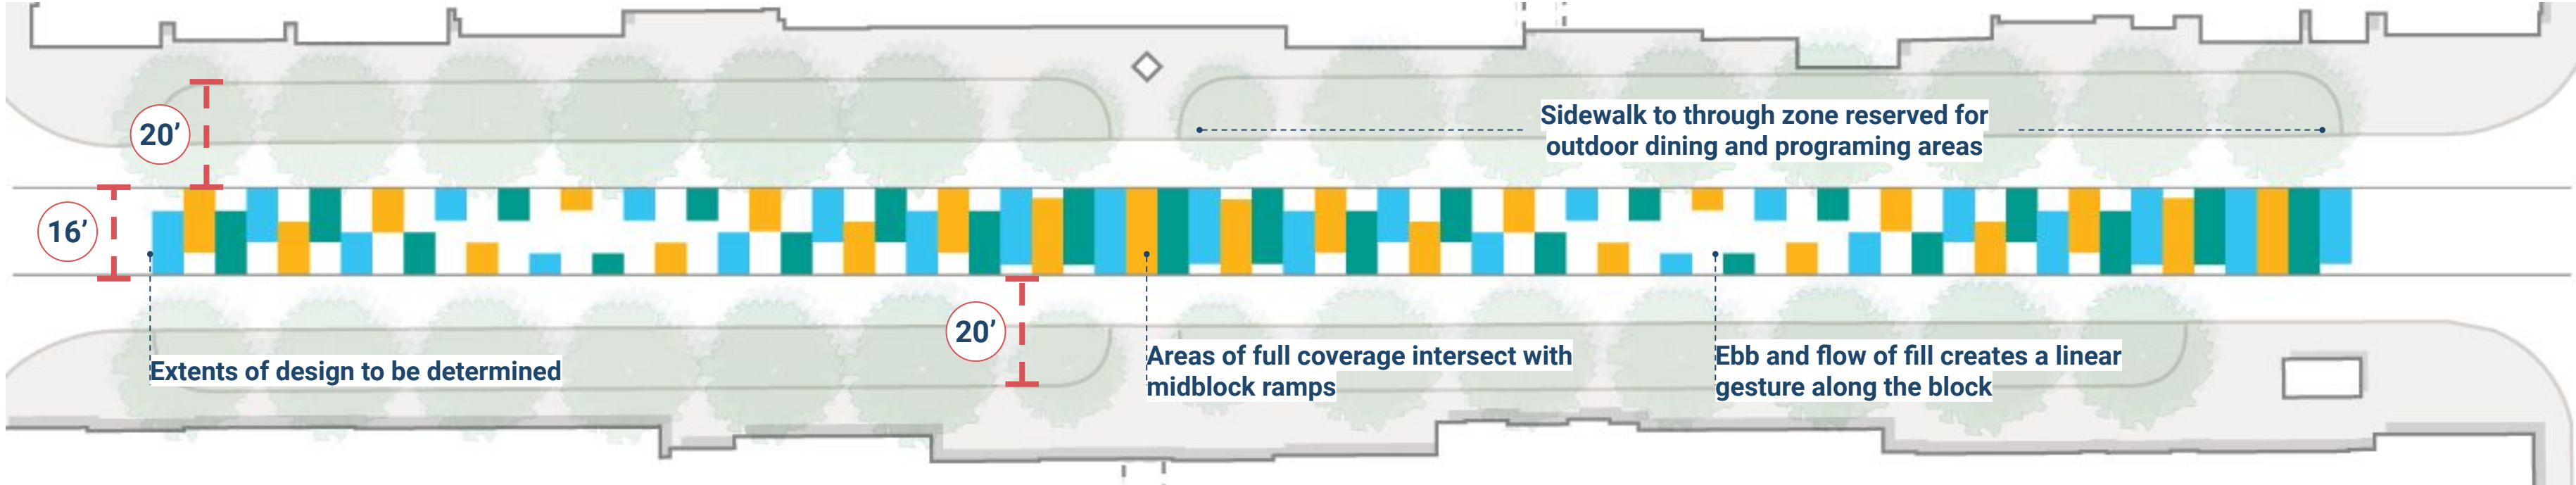 20’
Sidewalk to through zone reserved for
outdoor dining and programing areas
16’
20’
Extents of design to be determined
Areas of full coverage intersect with
midblock ramps
Ebb and flow of fill creates a linear
gesture along the block